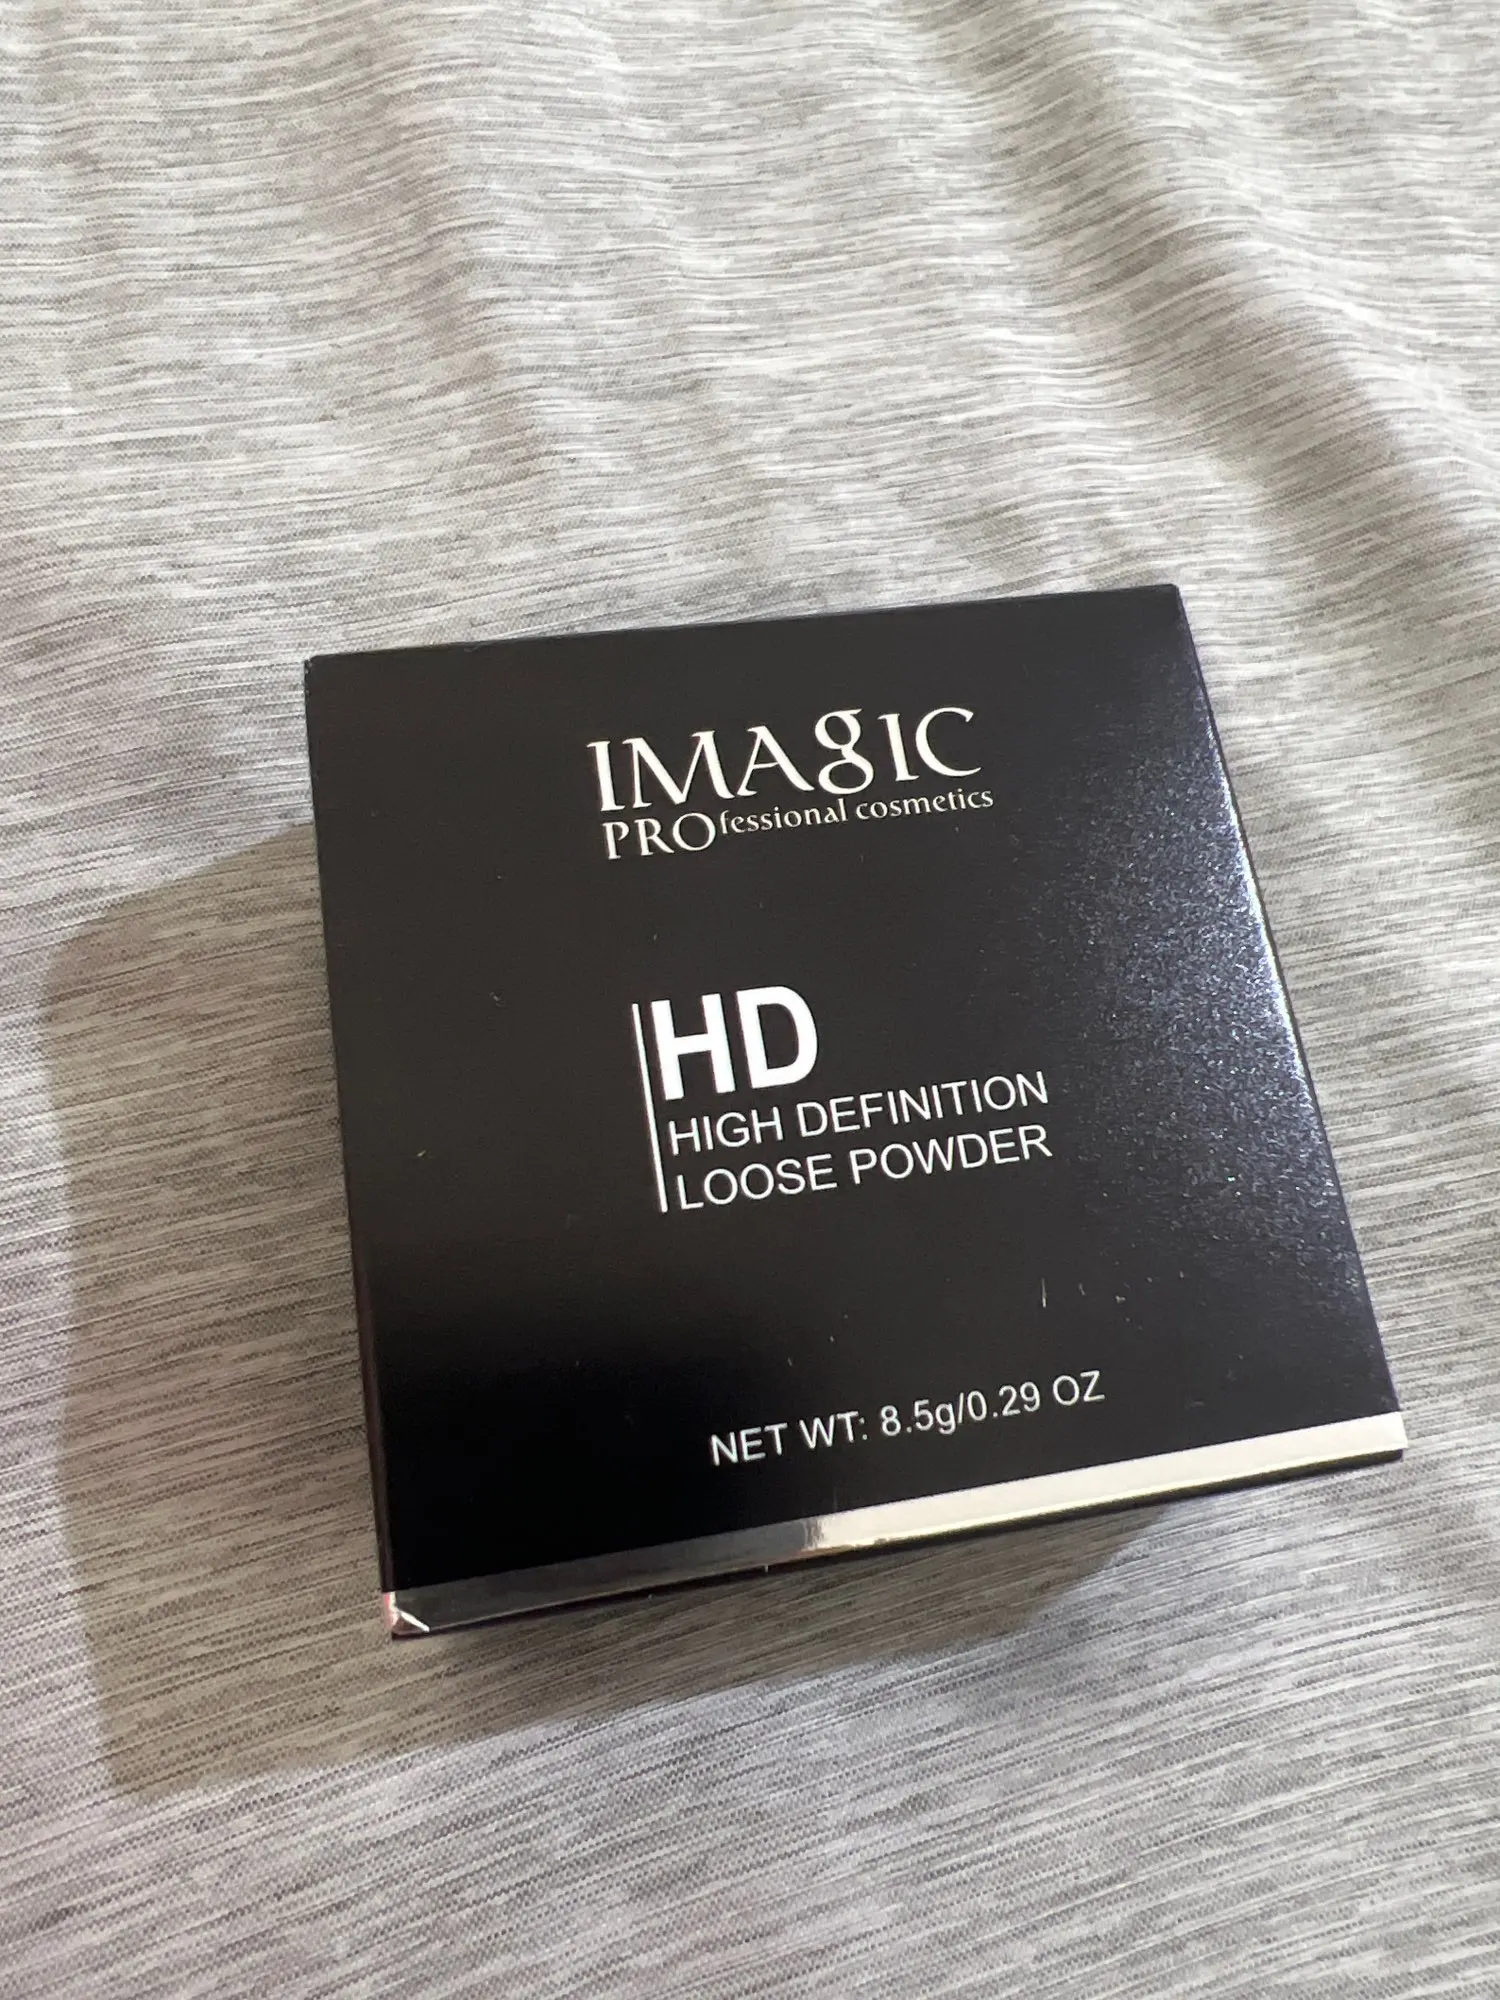 IMAGIC
PROfessional cosmetics
HD
HIGH DEFINITION
LOOSE POWDER
NET WT: 8.5g/0.29 OZ